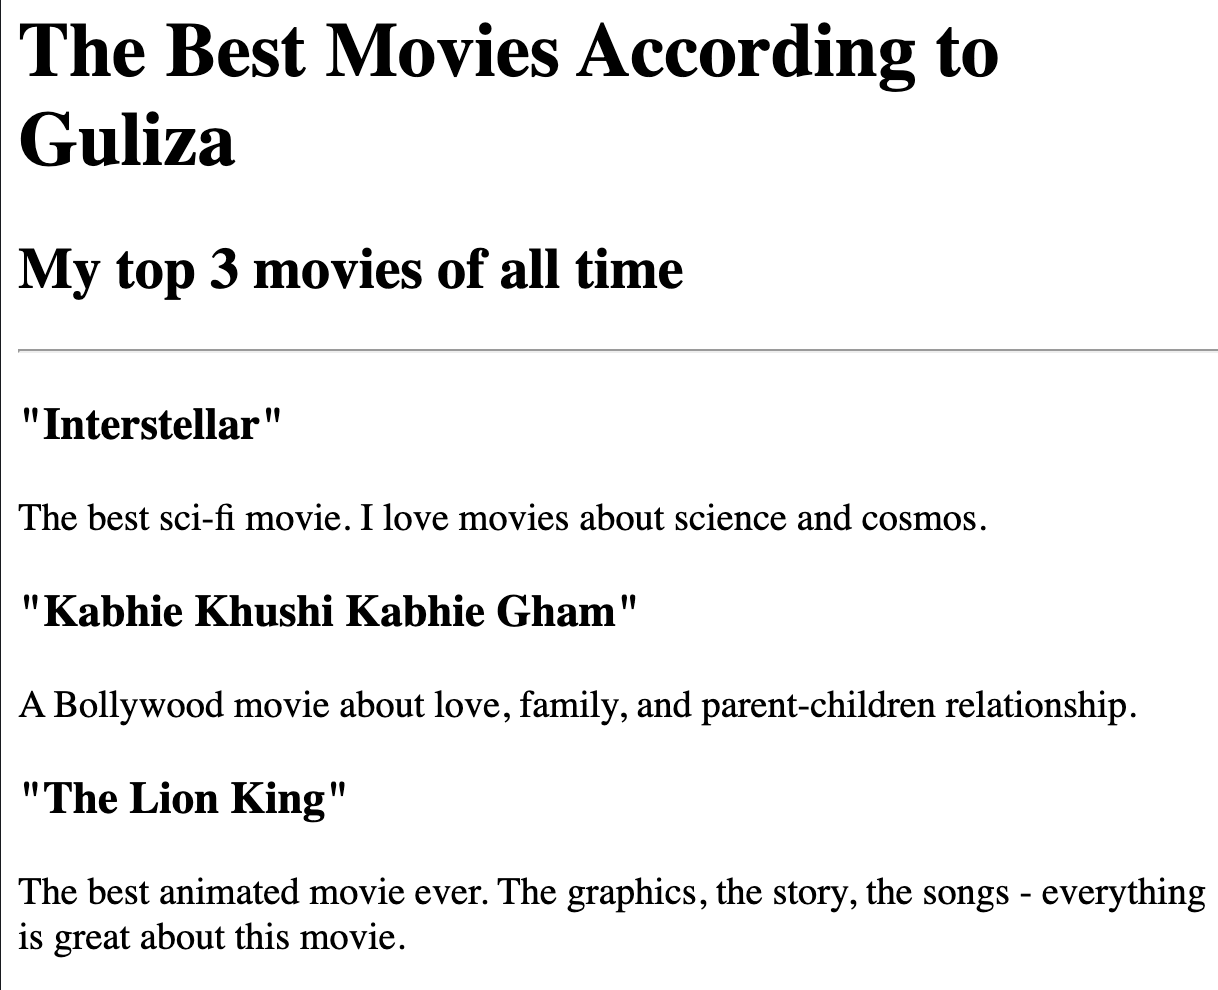 The Best Movies According to
Guliza
My top 3 movies of all time
"Interstellar"
The best sci-fi movie. I love movies about science and cosmos.
"Kabhie Khushi Kabhie Gham"
A Bollywood movie about love, family, and parent-children relationship.
"The Lion King"
The best animated movie ever. The graphics, the story, the songs - everything
is great about this movie.